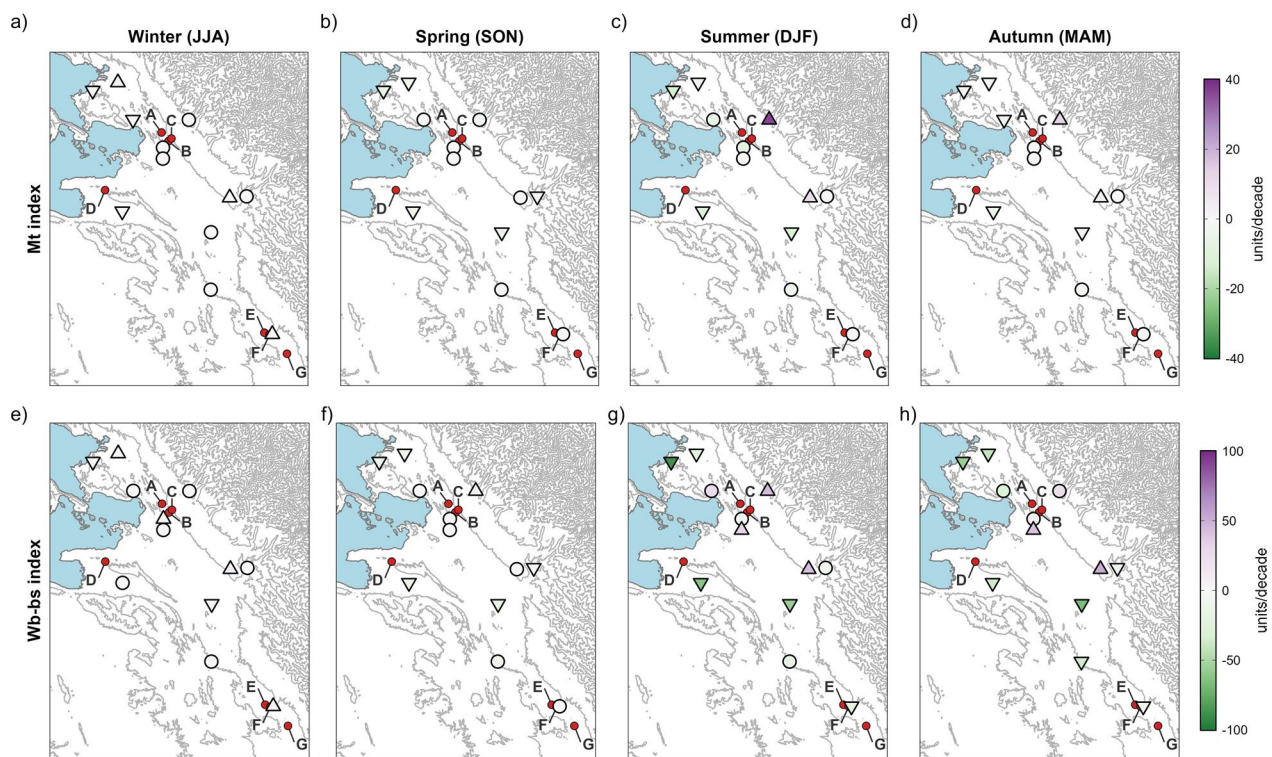 a) Winter (JJA)
b) Spring (SON)
c) Summer (DJF)
d) Autumn (MAM)
Mt index
A C
B
D
E
F
G
A C
B
D
E
F
G
A C
B
D
E
F
G
A C
B
D
E
F
G
40
20
0
-20
-40
units/decade
e)
f)
g)
h)
Wb-bs index
A C
B
D
E
F
G
A C
B
D
E
F
G
A C
B
D
E
F
G
A C
B
D
E
F
G
100
50
0
-50
-100
units/decade